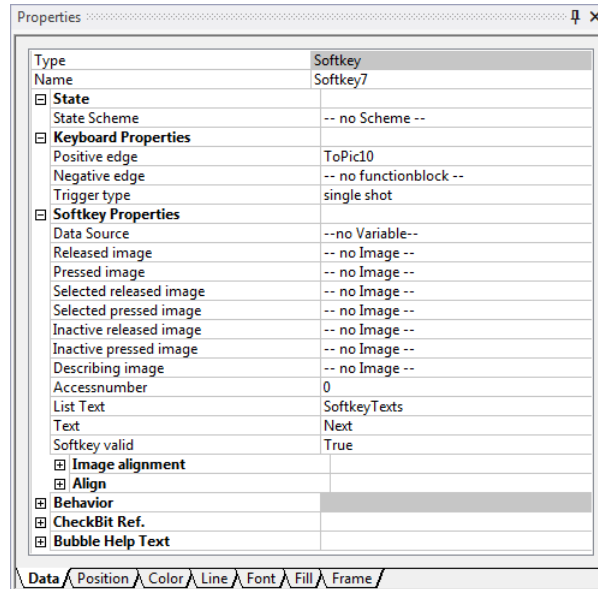 Properties
Type Softkey
Name Softkey7
State
State Scheme -- no Scheme --
Keyboard Properties
Positive edge ToPic10
Negative edge -- no functionblock --
Trigger type single shot
Softkey Properties
Data Source --no Variable--
Released image -- no Image --
Pressed image -- no Image --
Selected released image -- no Image --
Selected pressed image -- no Image --
Inactive released image -- no Image --
Inactive pressed image -- no Image --
Describing image -- no Image --
Accessnumber 0
List Text SoftkeyTexts
Text Next
Softkey valid True
Image alignment
Align
Behavior
CheckBit Ref.
Bubble Help Text
Data Position Color Line Font Fill Frame